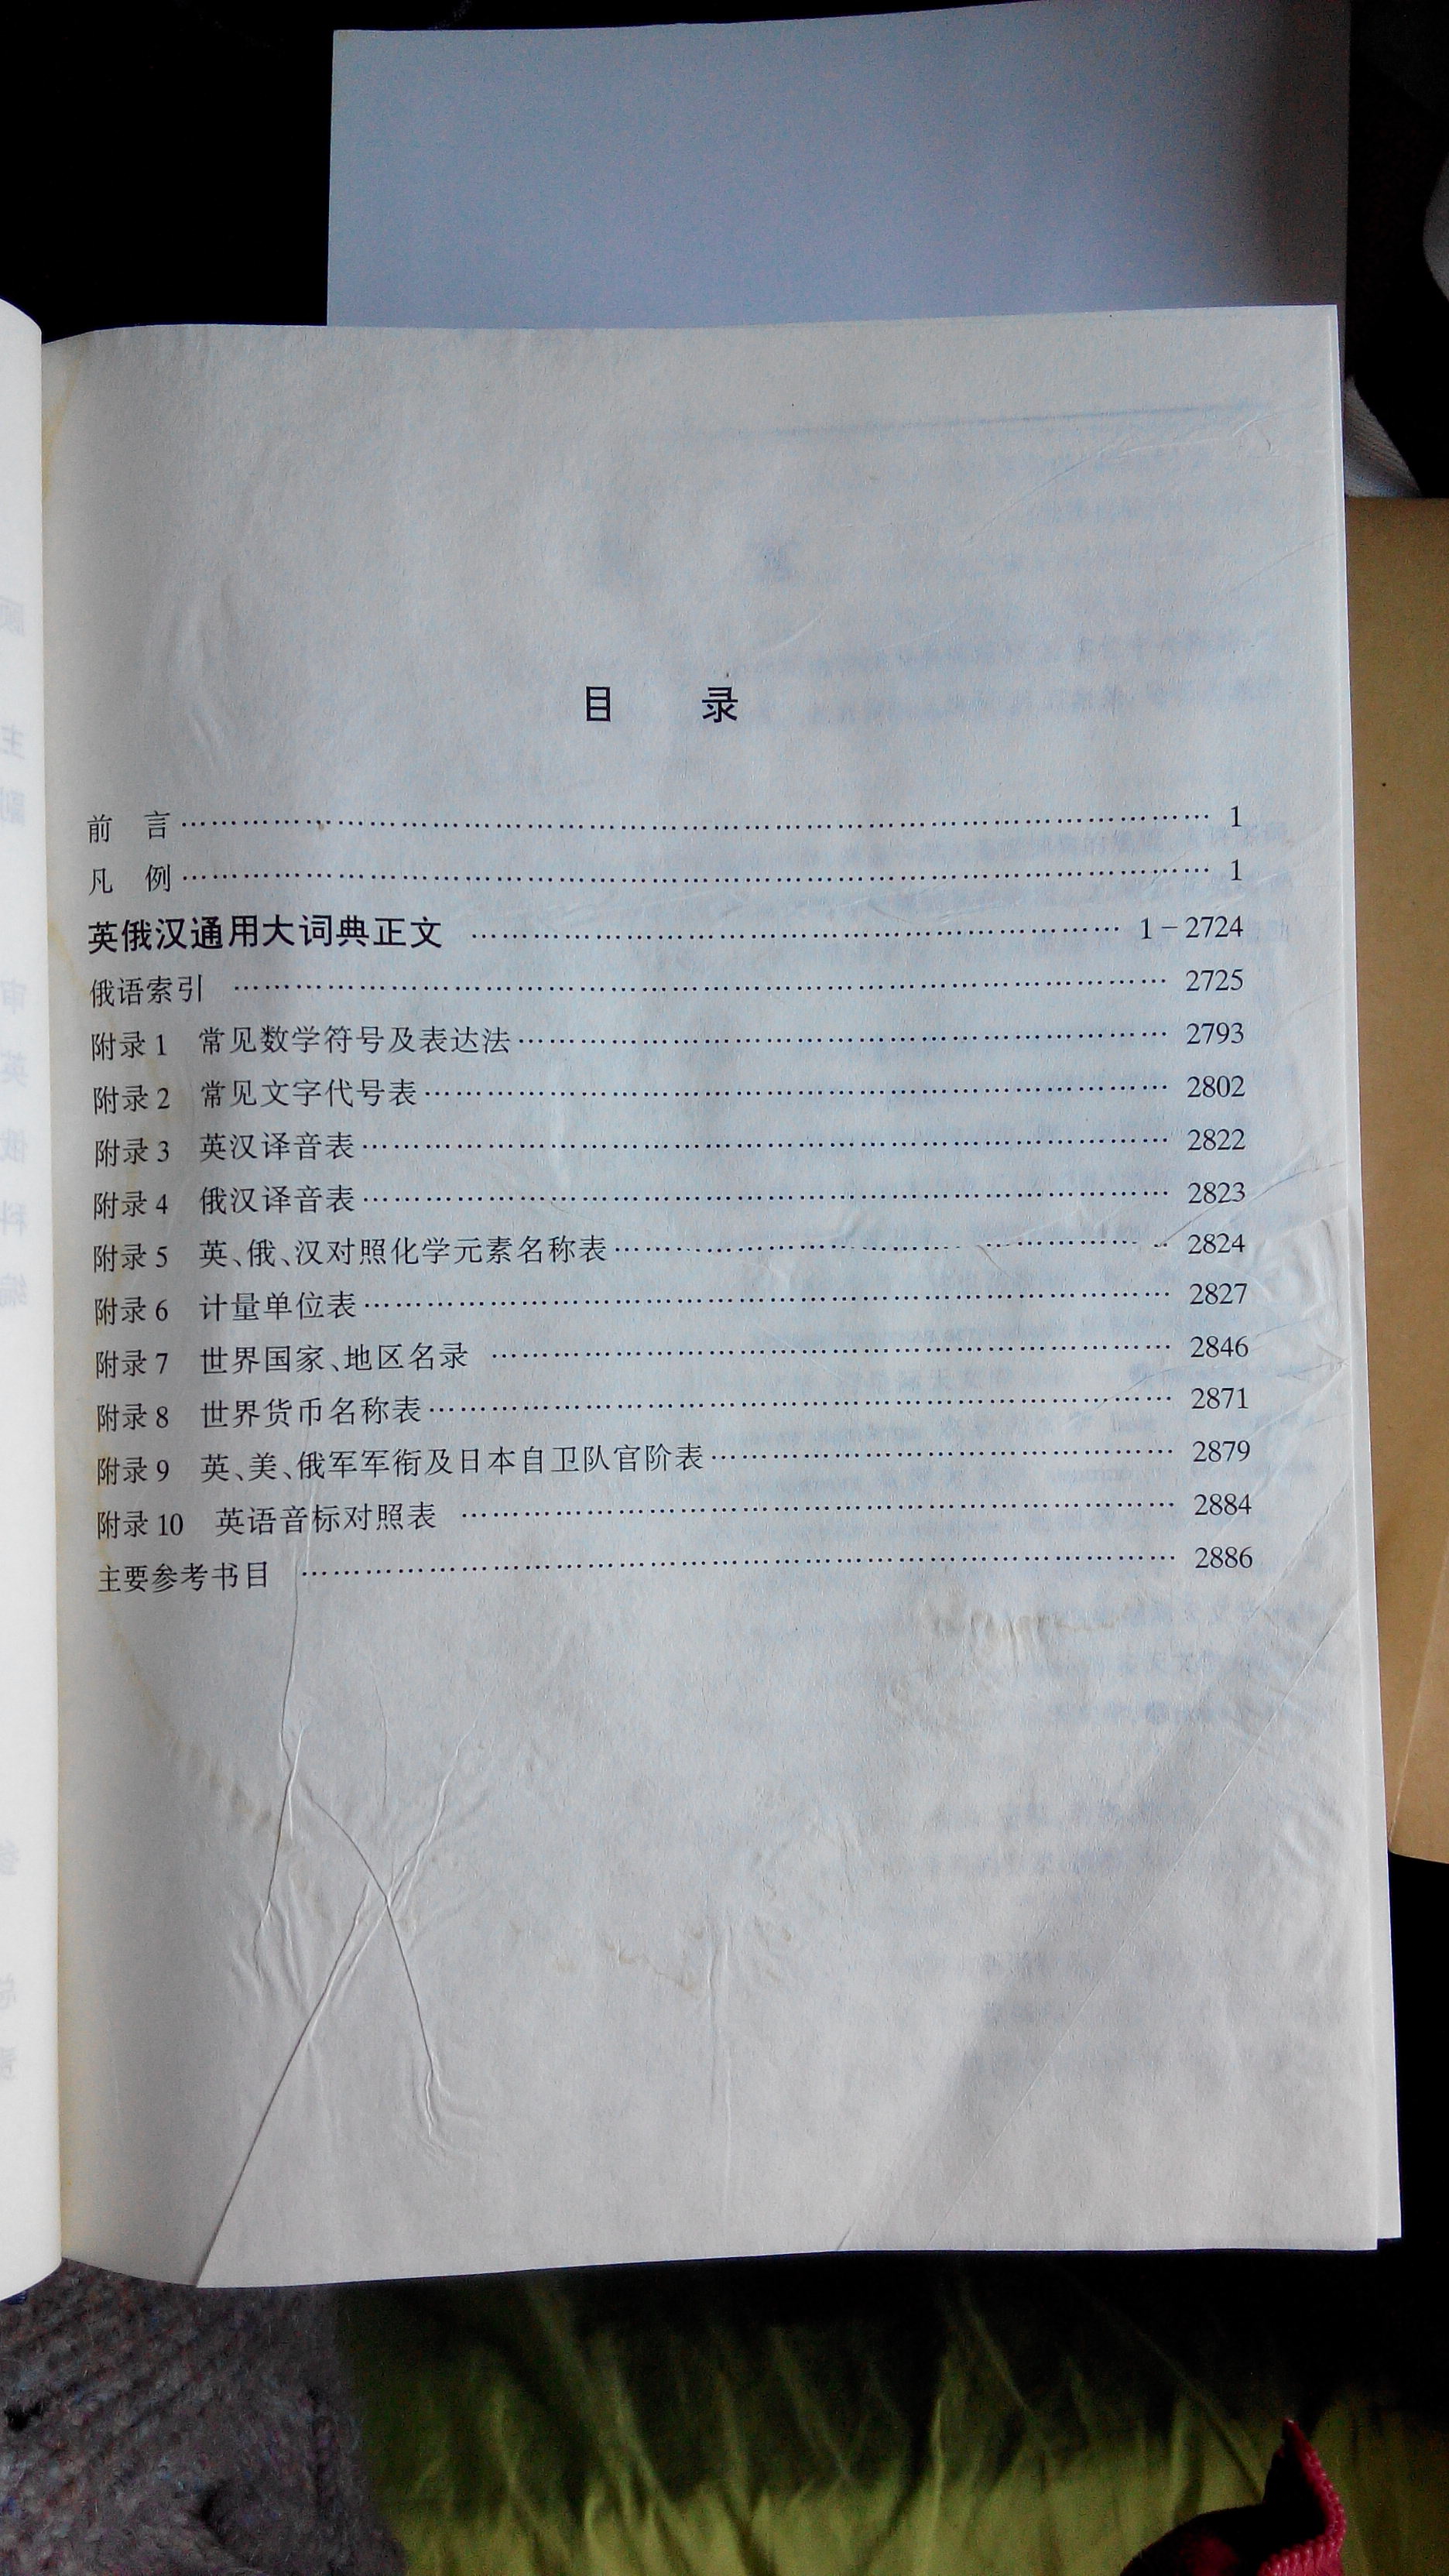 目 录
前 言 …… 1
凡 例 …… 1
英俄汉通用大词典正文 …… 1-2724
俄语索引 …… 2725
附录1 常见数学符号及表达法 …… 2793
附录2 常见文字代号表 …… 2802
附录3 英汉译音表 …… 2822
附录4 俄汉译音表 …… 2823
附录5 英、俄、汉对照化学元素名称表 …… 2824
附录6 计量单位表 …… 2827
附录7 世界国家、地区名录 …… 2846
附录8 世界货币名称表 …… 2871
附录9 英、美、俄军军衔及日本自卫队官阶表 …… 2879
附录10 英语音标对照表 …… 2884
主要参考书目 …… 2886